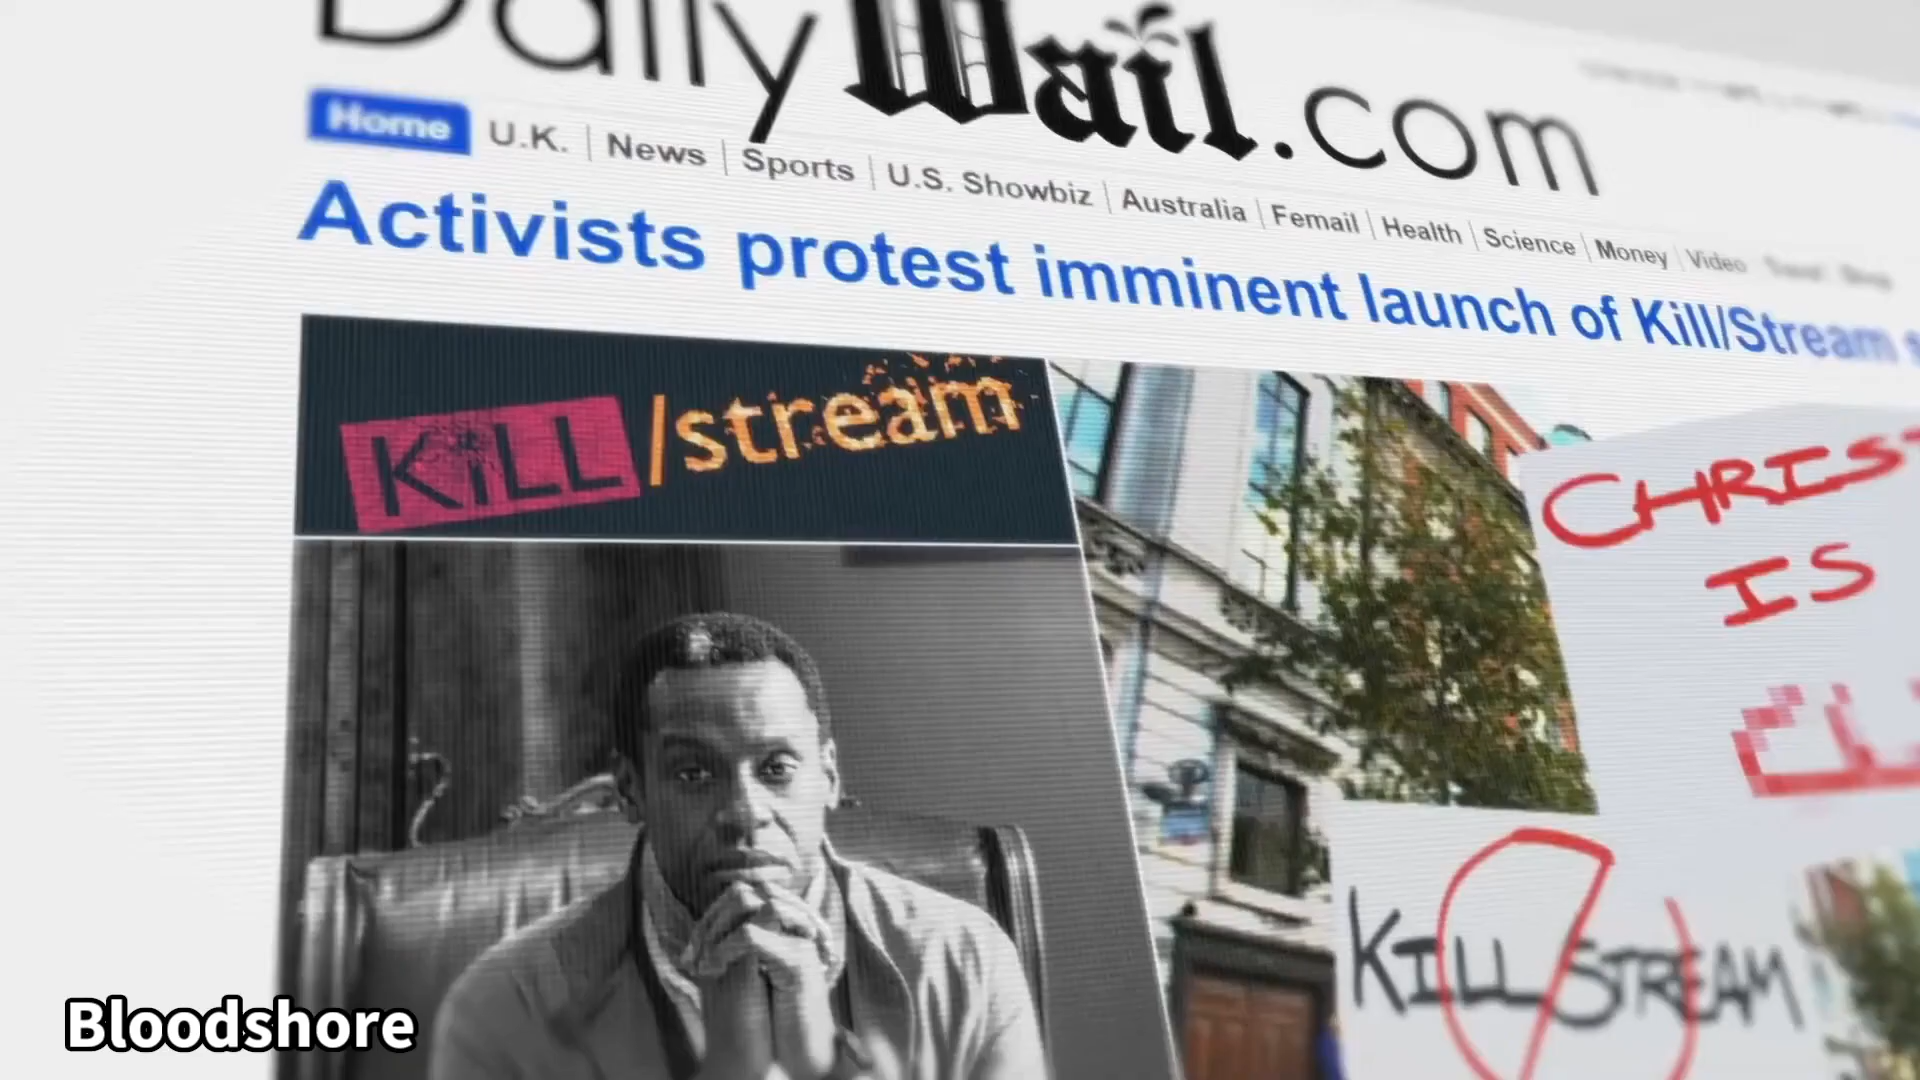 Daily Wail.com
Home U.K. News Sports U.S. Showbiz Australia Femail Health Science Money Video
Activists protest imminent launch of Kill/Stream
KiLL/stream
CHRIST
IS
KILL STREAM
Bloodshore